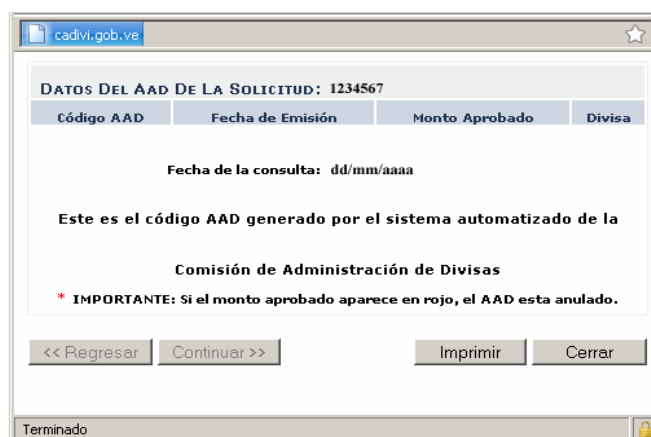 cadivi.gob.ve
DATOS DEL AAD DE LA SOLICITUD: 1234567
Código AAD Fecha de Emisión Monto Aprobado Divisa
Fecha de la consulta: dd/mm/aaaa
Este es el código AAD generado por el sistema automatizado de la
Comisión de Administración de Divisas
* IMPORTANTE: Si el monto aprobado aparece en rojo, el AAD esta anulado.
<< Regresar Continuar >> Imprimir Cerrar
Terminado